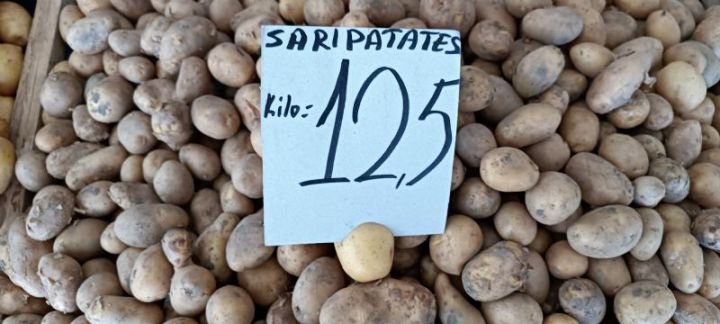 SARI PATATES
Kilo:
12,5